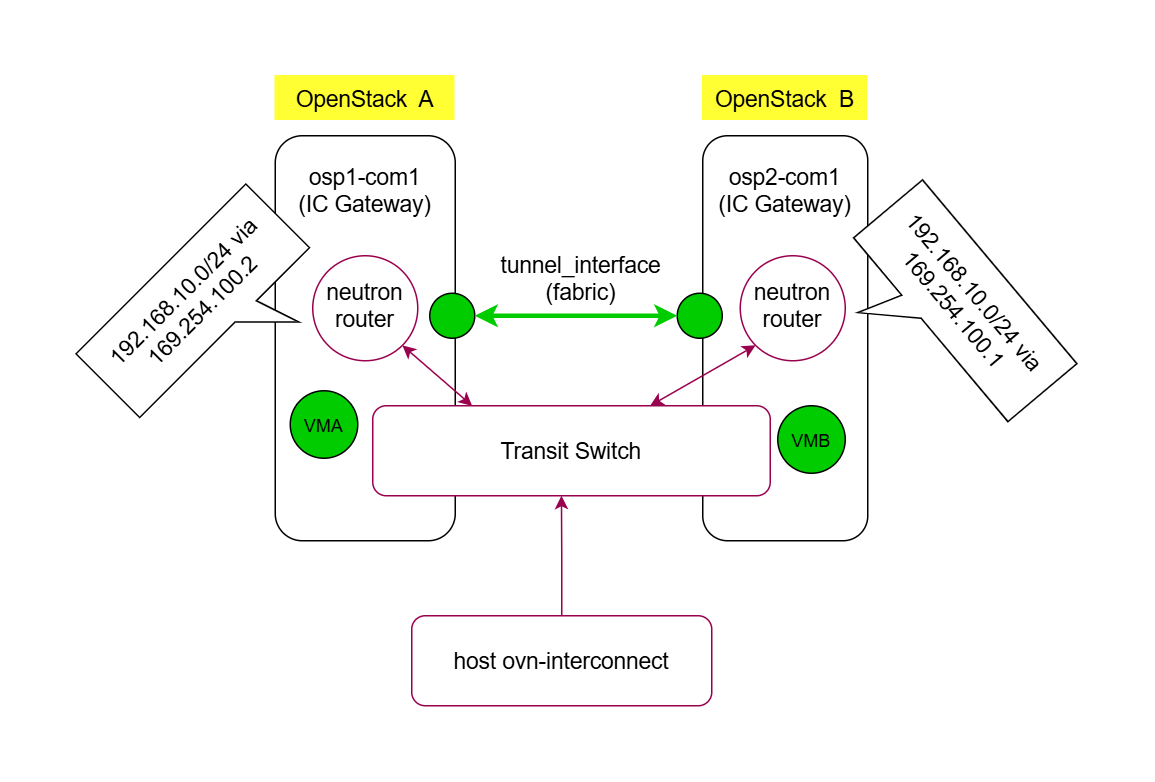 OpenStack  A
OpenStack  B
osp1-com1
(IC Gateway)
osp2-com1
(IC Gateway)
192.168.10.0/24 via
169.254.100.2
neutron
router
tunnel_interface
(fabric)
neutron
router
192.168.10.0/24 via
169.254.100.1
VMA
Transit Switch
VMB
host ovn-interconnect